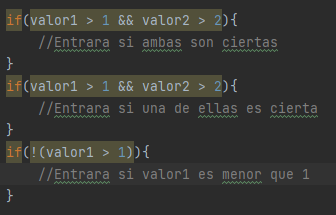 if(valor1 > 1 && valor2 > 2){
//Entrara si ambas son ciertas
}
if(valor1 > 1 && valor2 > 2){
//Entrara si una de ellas es cierta
}
if(!(valor1 > 1)){
//Entrara si valor1 es menor que 1
}